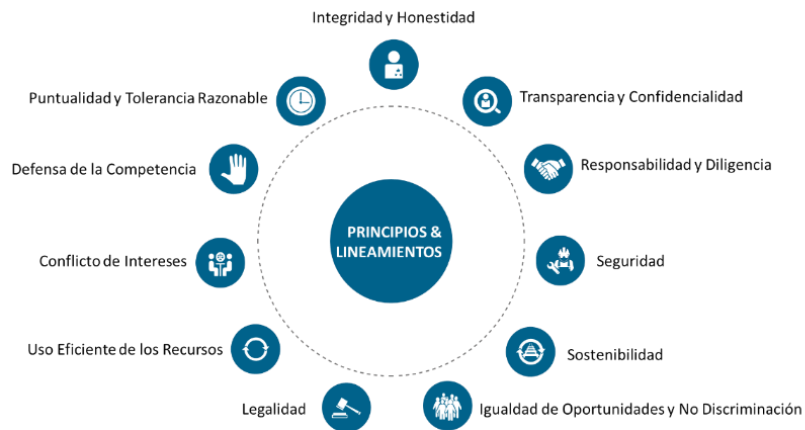 Integridad y Honestidad
Puntualidad y Tolerancia Razonable
Transparencia y Confidencialidad
Defensa de la Competencia
Responsabilidad y Diligencia
PRINCIPIOS &
LINEAMIENTOS
Conflicto de Intereses
Seguridad
Uso Eficiente de los Recursos
Sostenibilidad
Legalidad
Igualdad de Oportunidades y No Discriminación